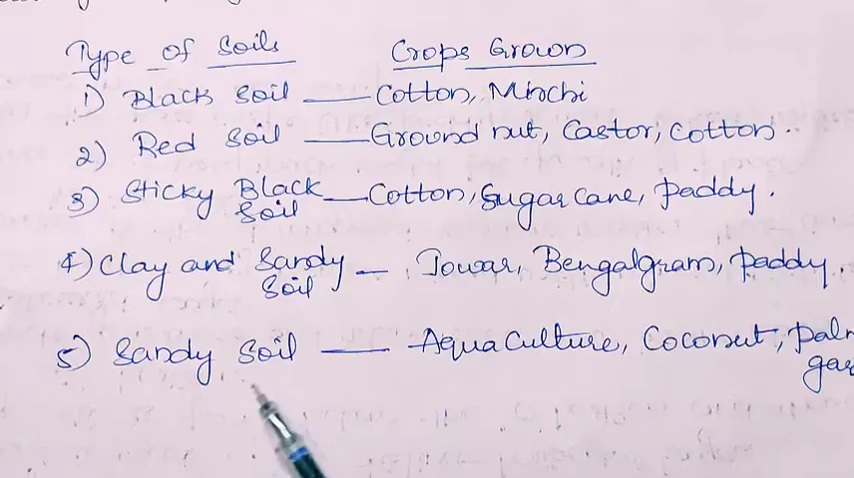 Type of Soils Crops Grown
1) Black Soil — Cotton, Mirchi
2) Red Soil — Ground nut, Castor, Cotton.
3) Sticky Black Soil — Cotton, Sugar cane, Paddy.
4) Clay and Sandy Soil — Jowar, Bengalgram, Paddy.
5) Sandy Soil — Aqua Culture, Coconut, palm
gar